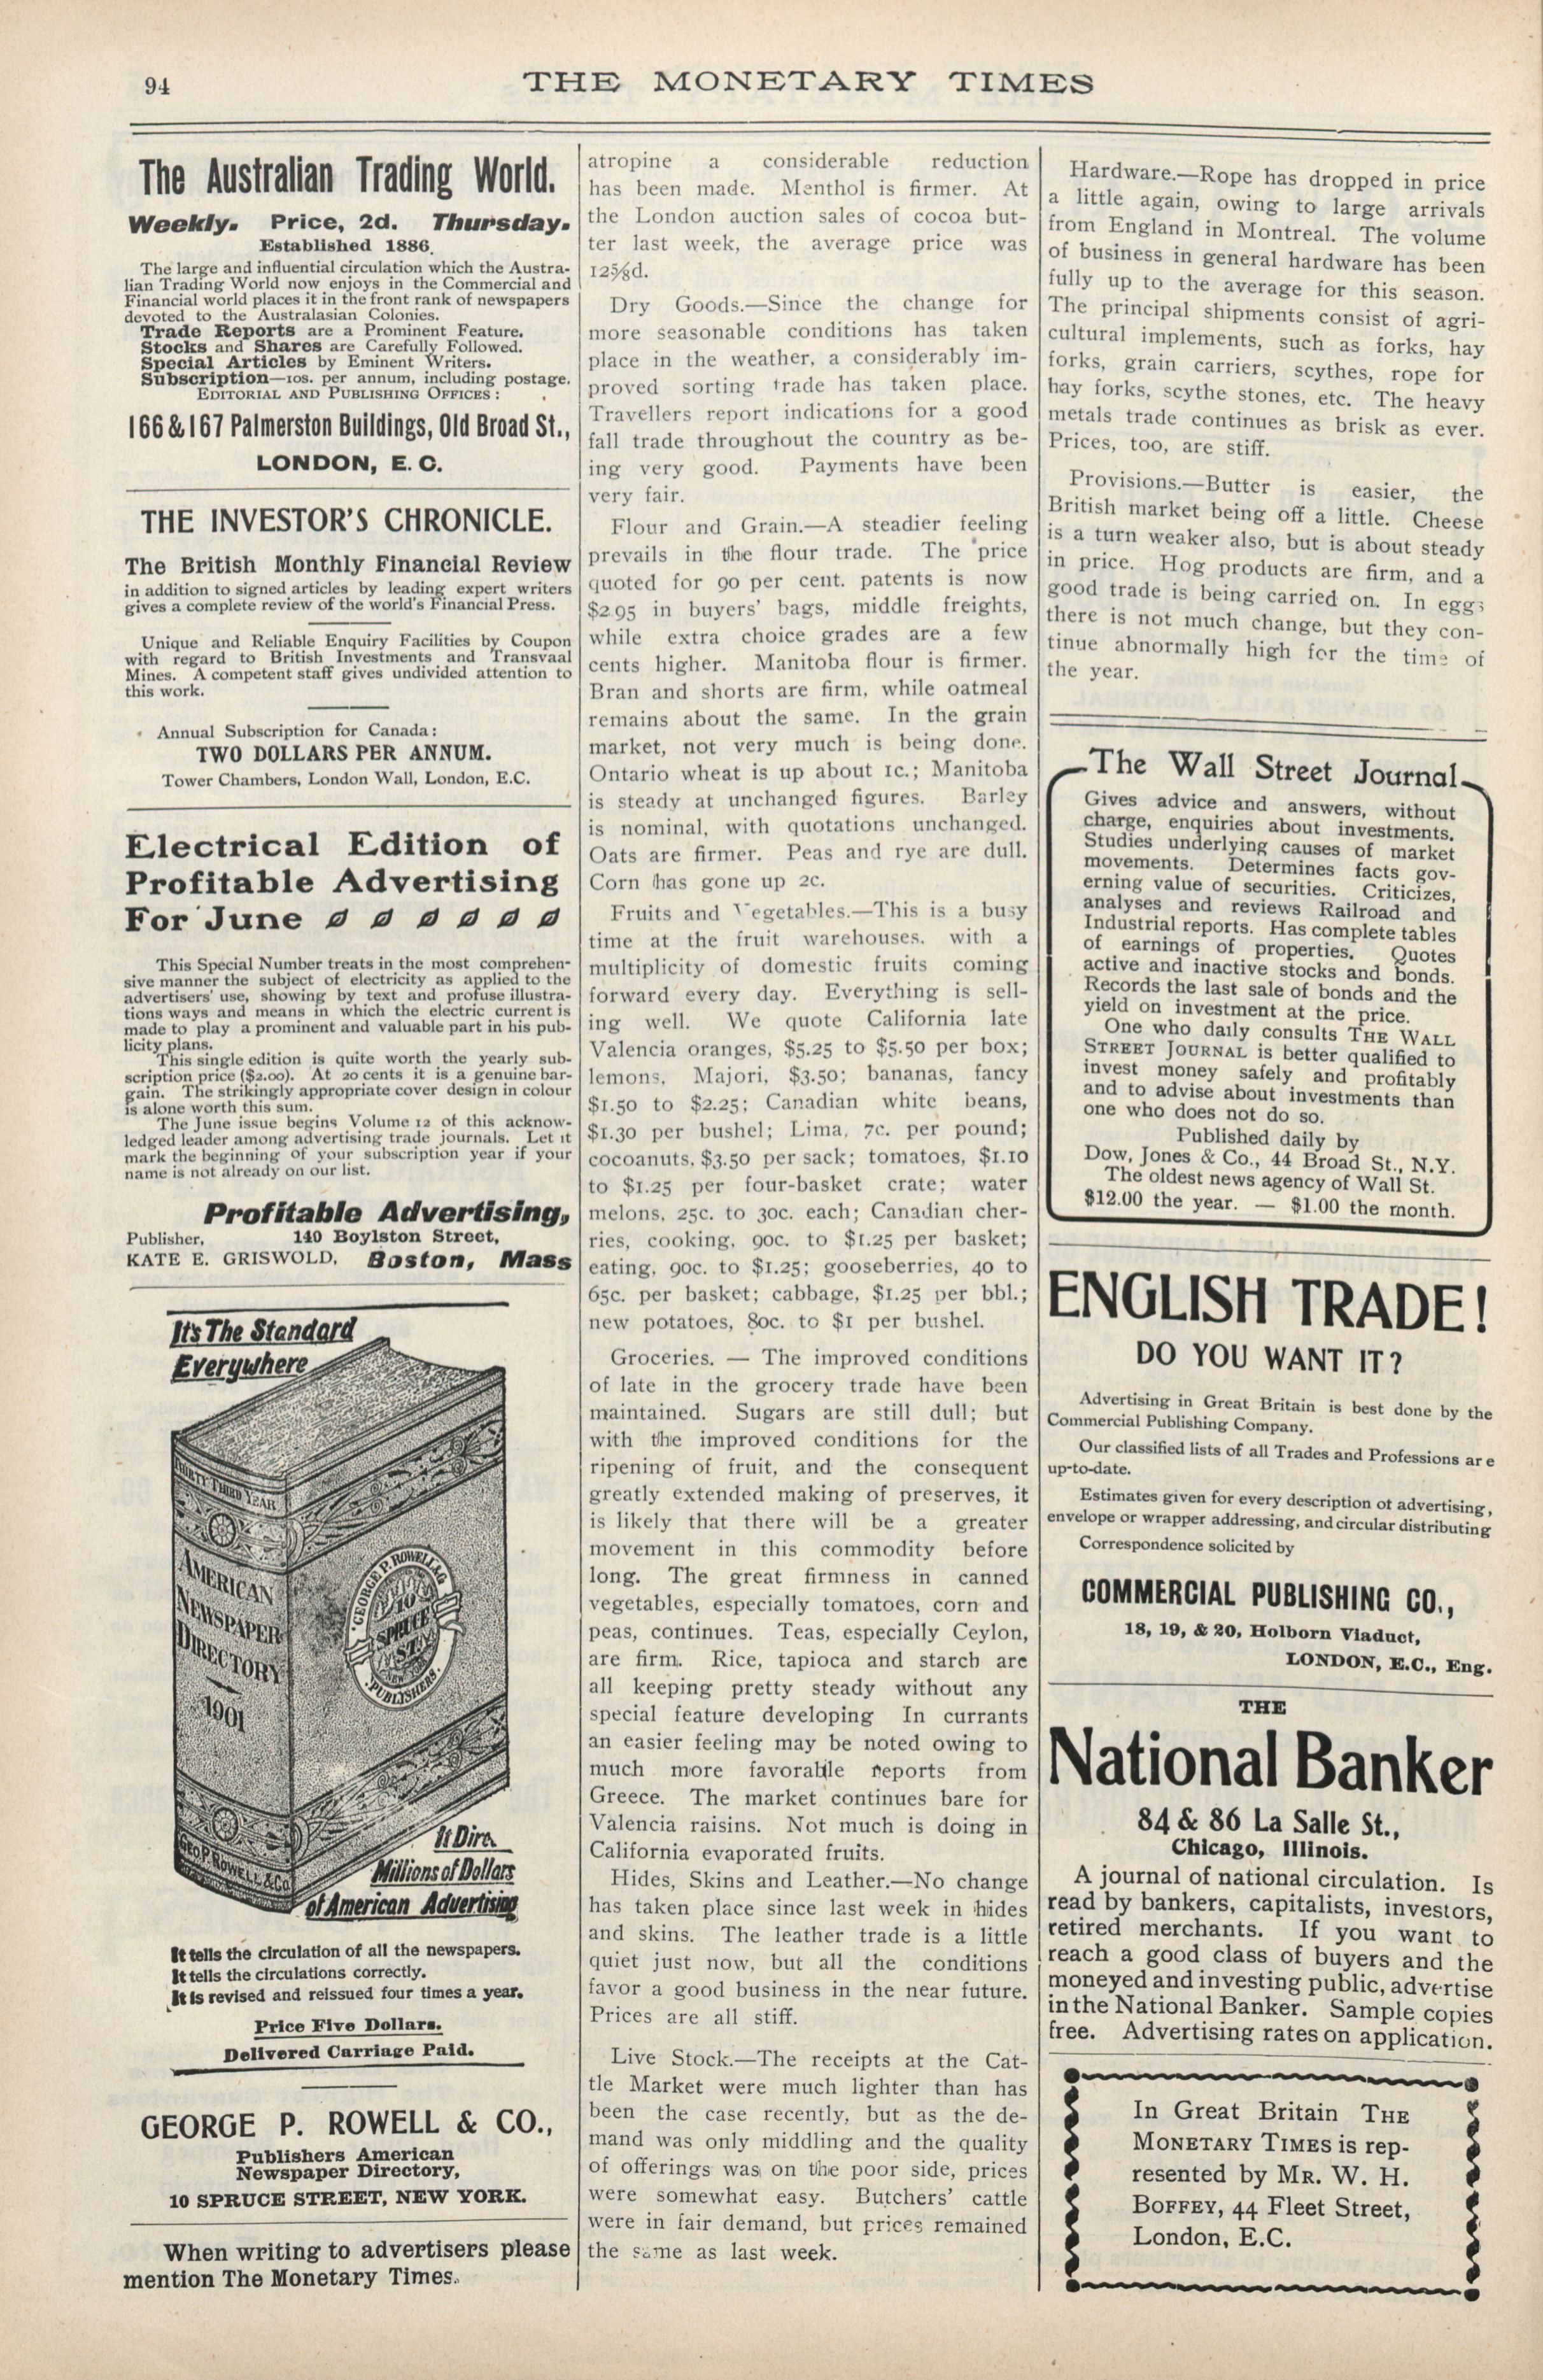 94
THE MONETARY TIMES
The Australian Trading World.
Weekly. Price, 2d. Thursday.
Established 1886.
The large and influential circulation which the Austra-
lian Trading World now enjoys in the Commercial and
Financial world places it in the front rank of newspapers
devoted to the Australasian Colonies.
Trade Reports are a Prominent Feature.
Stocks and Shares are Carefully Followed.
Special Articles by Eminent Writers.
Subscription—10s. per annum, including postage.
EDITORIAL AND PUBLISHING OFFICES:
166 & 167 Palmerston Buildings, Old Broad St.,
LONDON, E. C.
THE INVESTOR'S CHRONICLE.
The British Monthly Financial Review
in addition to signed articles by leading expert writers
gives a complete review of the world's Financial Press.
Unique and Reliable Enquiry Facilities by Coupon
with regard to British Investments and Transvaal
Mines. A competent staff gives undivided attention to
this work.
Annual Subscription for Canada:
TWO DOLLARS PER ANNUM.
Tower Chambers, London Wall, London, E.C.
Electrical Edition of
Profitable Advertising
For June
This Special Number treats in the most comprehen-
sive manner the subject of electricity as applied to the
advertisers' use, showing by text and profuse illustra-
tions ways and means in which the electric current is
made to play a prominent and valuable part in his pub-
licity plans.
This single edition is quite worth the yearly sub-
scription price ($2.00). At 20 cents it is a genuine bar-
gain. The strikingly appropriate cover design in colour
is alone worth this sum.
The June issue begins Volume 12 of this acknow-
ledged leader among advertising trade journals. Let it
mark the beginning of your subscription year if your
name is not already on our list.
Profitable Advertising,
Publisher, 140 Boylston Street,
KATE E. GRISWOLD, Boston, Mass
It's The Standard
Everywhere
THIRTY THIRD YEAR
AMERICAN
NEWSPAPER
DIRECTORY
1901
GEO. P. ROWELL & Co
GEORGE P. ROWELL & CO
10
SPRUCE
ST.
NEW YORK
PUBLISHERS.
It Dire
Millions of Dollars
of American Advertising
It tells the circulation of all the newspapers.
It tells the circulations correctly.
It is revised and reissued four times a year.
Price Five Dollars.
Delivered Carriage Paid.
GEORGE P. ROWELL & CO.,
Publishers American
Newspaper Directory,
10 SPRUCE STREET, NEW YORK.
When writing to advertisers please
mention The Monetary Times.
atropine a considerable reduction
has been made. Menthol is firmer. At
the London auction sales of cocoa but-
ter last week, the average price was
12⅝d.
Dry Goods.—Since the change for
more seasonable conditions has taken
place in the weather, a considerably im-
proved sorting trade has taken place.
Travellers report indications for a good
fall trade throughout the country as be-
ing very good. Payments have been
very fair.
Flour and Grain.—A steadier feeling
prevails in the flour trade. The price
quoted for 90 per cent. patents is now
$2.95 in buyers' bags, middle freights,
while extra choice grades are a few
cents higher. Manitoba flour is firmer.
Bran and shorts are firm, while oatmeal
remains about the same. In the grain
market, not very much is being done.
Ontario wheat is up about 1c.; Manitoba
is steady at unchanged figures. Barley
is nominal, with quotations unchanged.
Oats are firmer. Peas and rye are dull.
Corn has gone up 2c.
Fruits and Vegetables.—This is a busy
time at the fruit warehouses. with a
multiplicity of domestic fruits coming
forward every day. Everything is sell-
ing well. We quote California late
Valencia oranges, $5.25 to $5.50 per box;
lemons, Majori, $3.50; bananas, fancy
$1.50 to $2.25; Canadian white beans,
$1.30 per bushel; Lima, 7c. per pound;
cocoanuts, $3.50 per sack; tomatoes, $1.10
to $1.25 per four-basket crate; water
melons, 25c. to 30c. each; Canadian cher-
ries, cooking, 90c. to $1.25 per basket;
eating, 90c. to $1.25; gooseberries, 40 to
65c. per basket; cabbage, $1.25 per bbl.;
new potatoes, 80c. to $1 per bushel.
Groceries. — The improved conditions
of late in the grocery trade have been
maintained. Sugars are still dull; but
with the improved conditions for the
ripening of fruit, and the consequent
greatly extended making of preserves, it
is likely that there will be a greater
movement in this commodity before
long. The great firmness in canned
vegetables, especially tomatoes, corn and
peas, continues. Teas, especially Ceylon,
are firm. Rice, tapioca and starch are
all keeping pretty steady without any
special feature developing In currants
an easier feeling may be noted owing to
much more favorable reports from
Greece. The market continues bare for
Valencia raisins. Not much is doing in
California evaporated fruits.
Hides, Skins and Leather.—No change
has taken place since last week in hides
and skins. The leather trade is a little
quiet just now, but all the conditions
favor a good business in the near future.
Prices are all stiff.
Live Stock.—The receipts at the Cat-
tle Market were much lighter than has
been the case recently, but as the de-
mand was only middling and the quality
of offerings was on the poor side, prices
were somewhat easy. Butchers' cattle
were in fair demand, but prices remained
the same as last week.
Hardware.—Rope has dropped in price
a little again, owing to large arrivals
from England in Montreal. The volume
of business in general hardware has been
fully up to the average for this season.
The principal shipments consist of agri-
cultural implements, such as forks, hay
forks, grain carriers, scythes, rope for
hay forks, scythe stones, etc. The heavy
metals trade continues as brisk as ever.
Prices, too, are stiff.
Provisions.—Butter is easier, the
British market being off a little. Cheese
is a turn weaker also, but is about steady
in price. Hog products are firm, and a
good trade is being carried on. In eggs
there is not much change, but they con-
tinue abnormally high for the time of
the year.
The Wall Street Journal
Gives advice and answers, without
charge, enquiries about investments.
Studies underlying causes of market
movements. Determines facts gov-
erning value of securities. Criticizes,
analyses and reviews Railroad and
Industrial reports. Has complete tables
of earnings of properties. Quotes
active and inactive stocks and bonds.
Records the last sale of bonds and the
yield on investment at the price.
One who daily consults THE WALL
STREET JOURNAL is better qualified to
invest money safely and profitably
and to advise about investments than
one who does not do so.
Published daily by
Dow, Jones & Co., 44 Broad St., N.Y.
The oldest news agency of Wall St.
$12.00 the year. — $1.00 the month.
ENGLISH TRADE!
DO YOU WANT IT?
Advertising in Great Britain is best done by the
Commercial Publishing Company.
Our classified lists of all Trades and Professions are
up-to-date.
Estimates given for every description of advertising,
envelope or wrapper addressing, and circular distributing
Correspondence solicited by
COMMERCIAL PUBLISHING CO.,
18, 19, & 20, Holborn Viaduct,
LONDON, E.C., Eng.
THE
National Banker
84 & 86 La Salle St.,
Chicago, Illinois.
A journal of national circulation. Is
read by bankers, capitalists, investors,
retired merchants. If you want to
reach a good class of buyers and the
moneyed and investing public, advertise
in the National Banker. Sample copies
free. Advertising rates on application.
In Great Britain THE
MONETARY TIMES is rep-
resented by MR. W. H.
BOFFEY, 44 Fleet Street,
London, E.C.